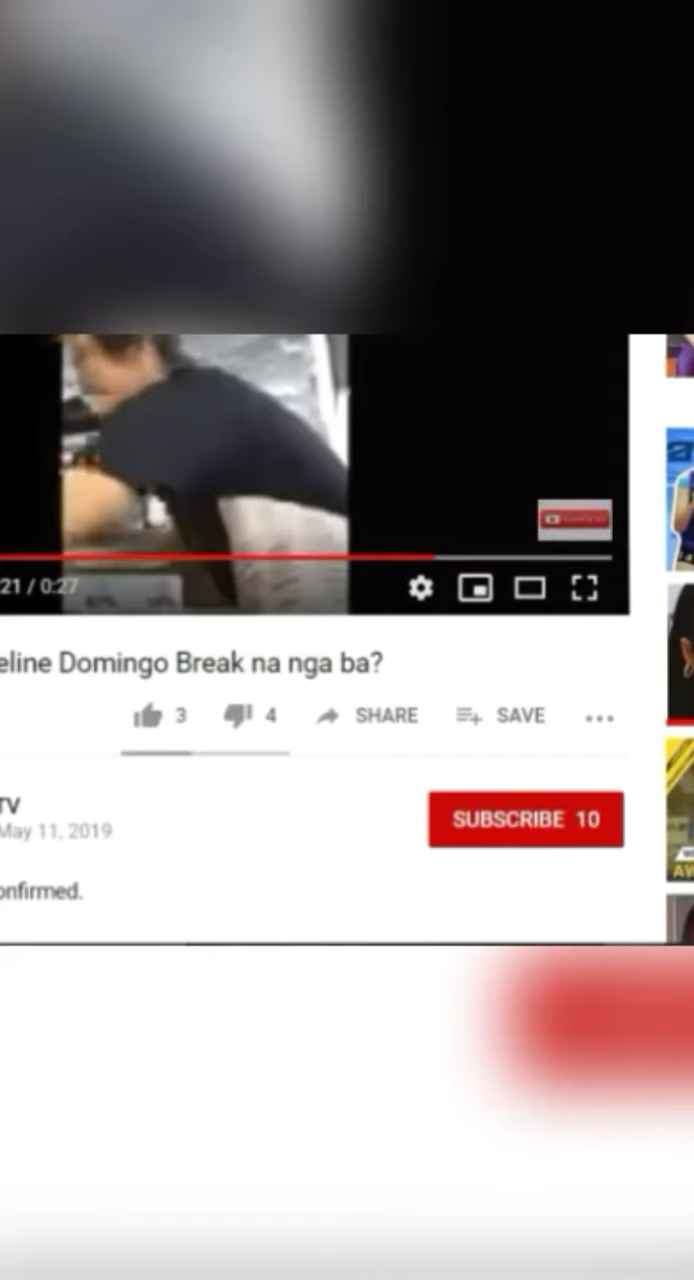 21 / 0:27
eline Domingo Break na nga ba?
3 4 SHARE SAVE
TV
May 11, 2019
SUBSCRIBE 10
onfirmed.